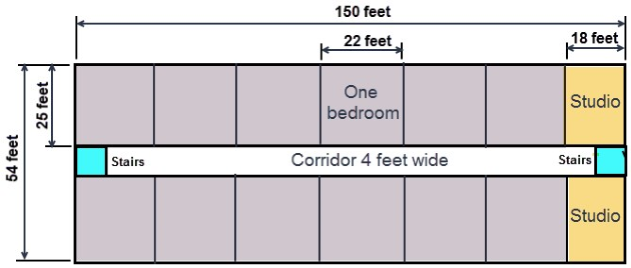 150 feet
22 feet
18 feet
25 feet
54 feet
One
bedroom
Studio
Stairs
Corridor 4 feet wide
Stairs
Studio